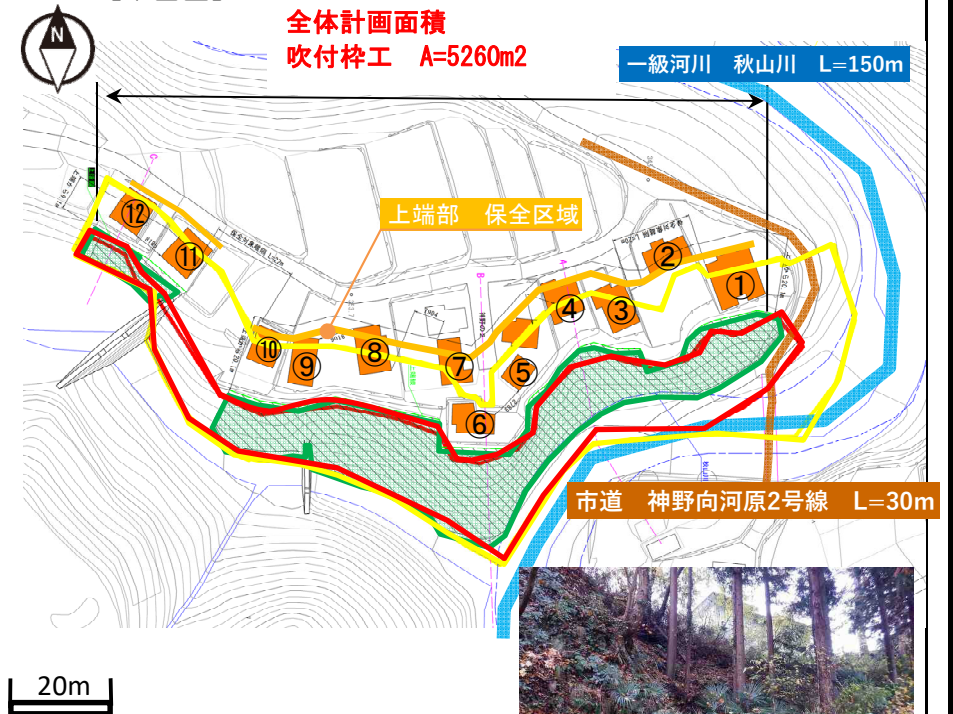 N
全体計画面積
吹付枠工 A=5260m2
一級河川 秋山川 L=150m
上端部 保全区域
⑫
⑪
⑩
⑨
⑧
⑦
⑥
⑤
④
③
②
①
C
B
A
市道 神野向河原2号線 L=30m
20m